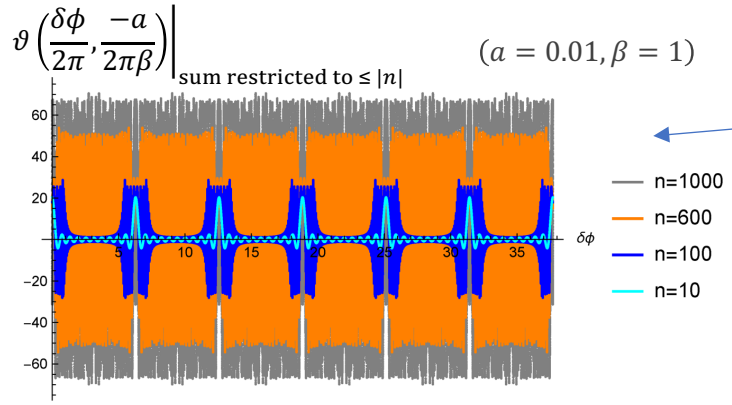 ϑ(δϕ/2π, −a/2πβ)|sum restricted to ≤ |n|
(a = 0.01, β = 1)
60
40
20
5 10 15 20 25 30 35 δϕ
−20
−40
−60
n=1000
n=600
n=100
n=10